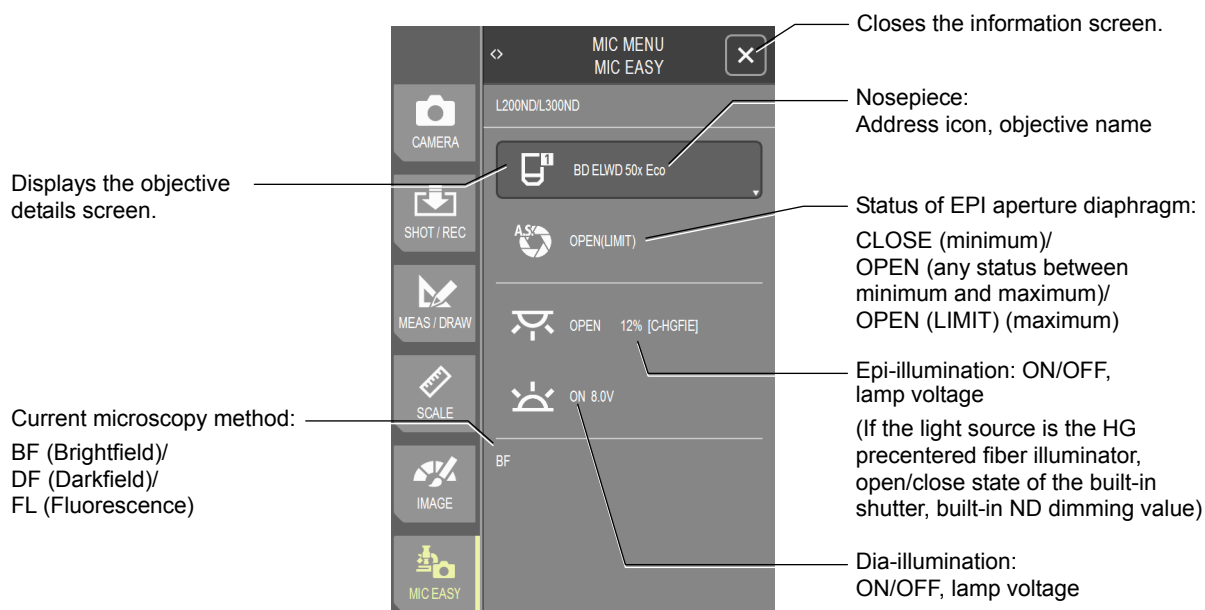 Closes the information screen.
MIC MENU
MIC EASY
L200ND/L300ND
Nosepiece:
Address icon, objective name
CAMERA
1
BD ELWD 50x Eco
Displays the objective
details screen.
SHOT / REC
A.S.
OPEN(LIMIT)
Status of EPI aperture diaphragm:
CLOSE (minimum)/
OPEN (any status between
minimum and maximum)/
OPEN (LIMIT) (maximum)
MEAS / DRAW
OPEN 12% [C-HGFIE]
Epi-illumination: ON/OFF,
lamp voltage
(If the light source is the HG
precentered fiber illuminator,
open/close state of the built-in
shutter, built-in ND dimming value)
SCALE
ON 8.0V
Current microscopy method:
BF (Brightfield)/
DF (Darkfield)/
FL (Fluorescence)
BF
IMAGE
Dia-illumination:
ON/OFF, lamp voltage
MIC EASY